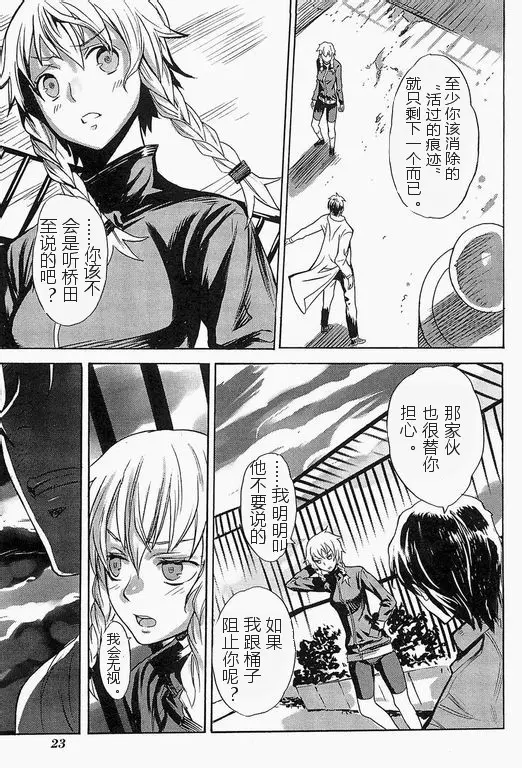 至少你该消除的
“活过的痕迹”
就只剩下一个而已。
……你该不
会是听桥田
至说的吧？
那家伙
也很替你
担心。
……我明明叫
他不要说的
如果
我跟桶子
阻止你呢？
我会无视。
23